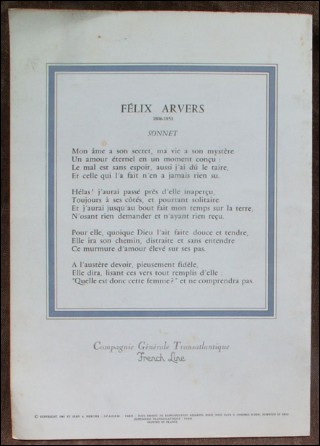 FÉLIX ARVERS
1806-1850
SONNET
Mon âme a son secret, ma vie a son mystère
Un amour éternel en un moment conçu :
Le mal est sans espoir, aussi j'ai dû le taire,
Et celle qui l'a fait n'en a jamais rien su.
Hélas! j'aurai passé près d'elle inaperçu,
Toujours à ses côtés, et pourtant solitaire
Et j'aurai jusqu'au bout fait mon temps sur la terre,
N'osant rien demander et n'ayant rien reçu.
Pour elle, quoique Dieu l'ait faite douce et tendre,
Elle ira son chemin, distraite et sans entendre
Ce murmure d'amour élevé sur ses pas.
A l'austère devoir, pieusement fidèle,
Elle dira, lisant ces vers tout remplis d'elle
"Quelle est donc cette femme?" et ne comprendra pas
Compagnie Générale Transatlantique
French Line
PRINTED IN FRANCE